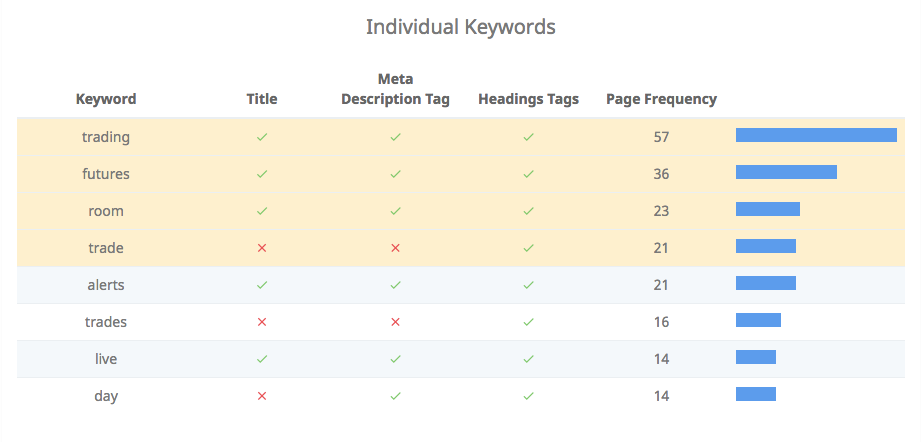 Individual Keywords
Meta
Keyword Title Description Tag Headings Tags Page Frequency
trading ✓ ✓ ✓ 57
futures ✓ ✓ ✓ 36
room ✓ ✓ ✓ 23
trade ✕ ✕ ✓ 21
alerts ✓ ✓ ✓ 21
trades ✕ ✕ ✓ 16
live ✓ ✓ ✓ 14
day ✕ ✓ ✓ 14